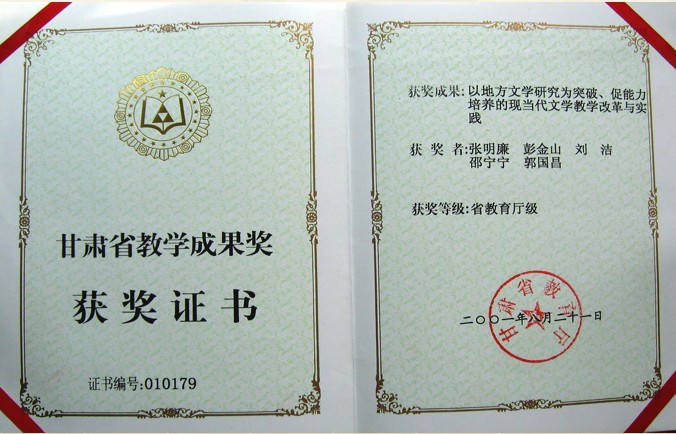 甘肃省教学成果奖
获奖证书
证书编号:010179
获奖成果:以地方文学研究为突破、促能力
培养的现当代文学教学改革与实
践
获奖者:张明廉 彭金山 刘洁
邵宁宁 郭国昌
获奖等级:省教育厅级
甘肃省教育厅
二〇〇一年八月二十一日